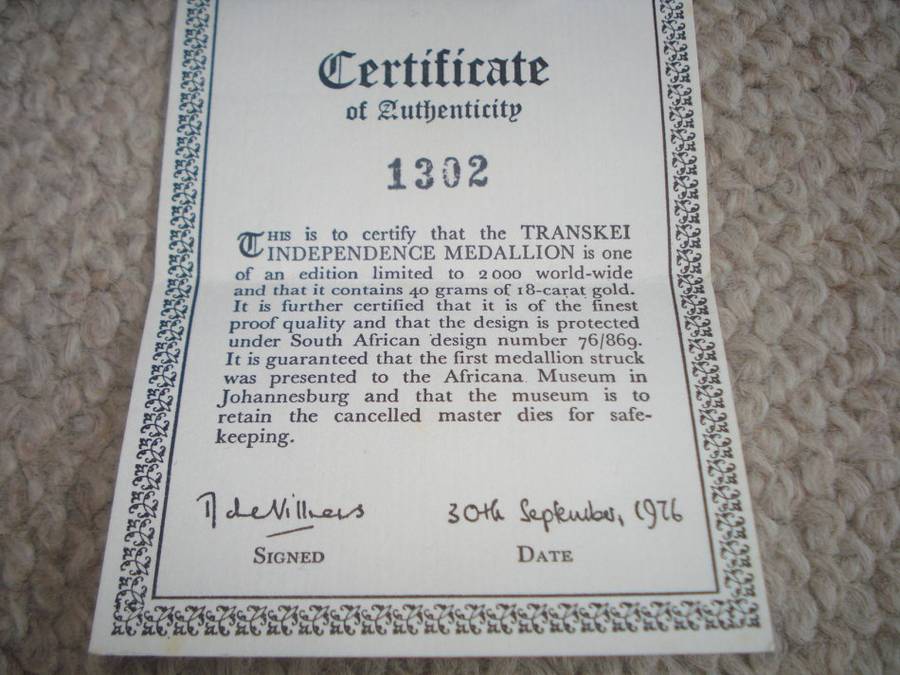 Certificate
of Authenticity
1302
THIS is to certify that the TRANSKEI
INDEPENDENCE MEDALLION is one
of an edition limited to 2 000 world-wide
and that it contains 40 grams of 18-carat gold.
It is further certified that it is of the finest
proof quality and that the design is protected
under South African design number 76/869.
It is guaranteed that the first medallion struck
was presented to the Africana Museum in
Johannesburg and that the museum is to
retain the cancelled master dies for safe-
keeping.
deVilliers 30th September, 1976
SIGNED DATE